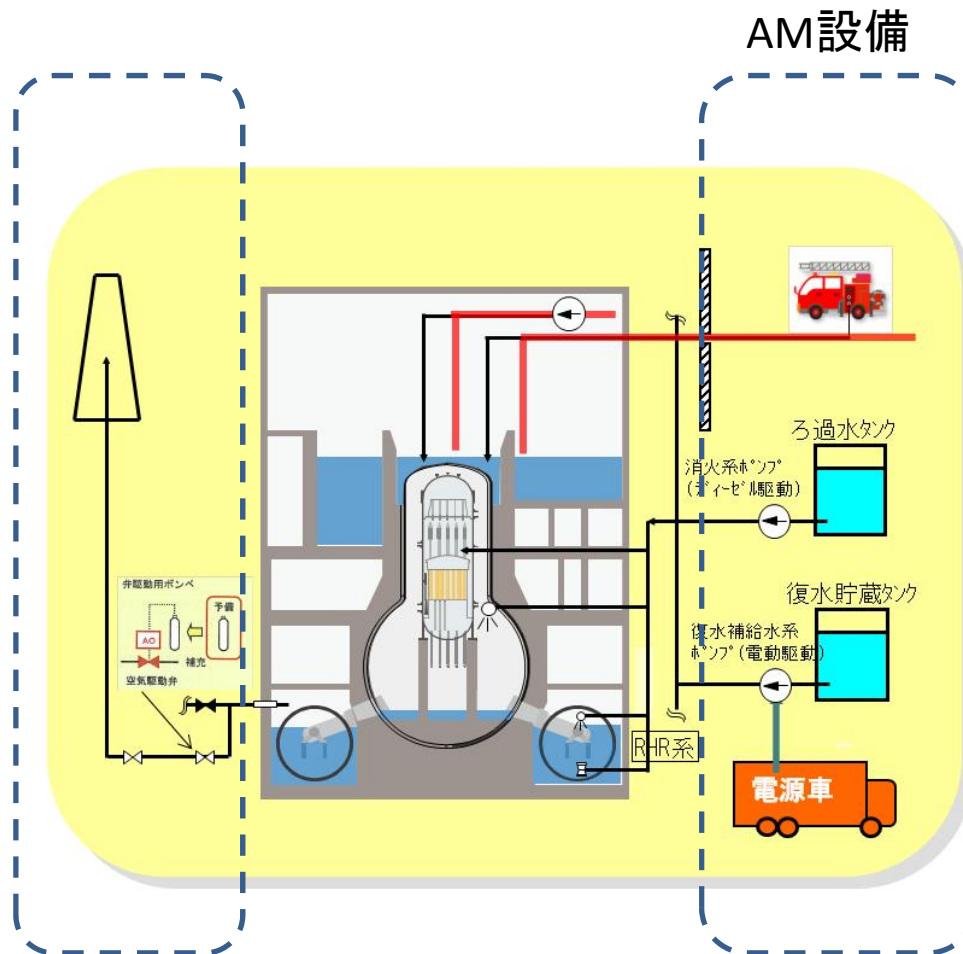 AM設備
ろ過水ﾀﾝｸ
消火系ﾎﾟﾝﾌﾟ
(ﾃﾞｨｰｾﾞﾙ駆動)
復水貯蔵ﾀﾝｸ
復水補給水系
ﾎﾟﾝﾌﾟ(電動駆動)
弁駆動用ボンベ
予備
AO
補充
空気駆動弁
RHR系
電源車